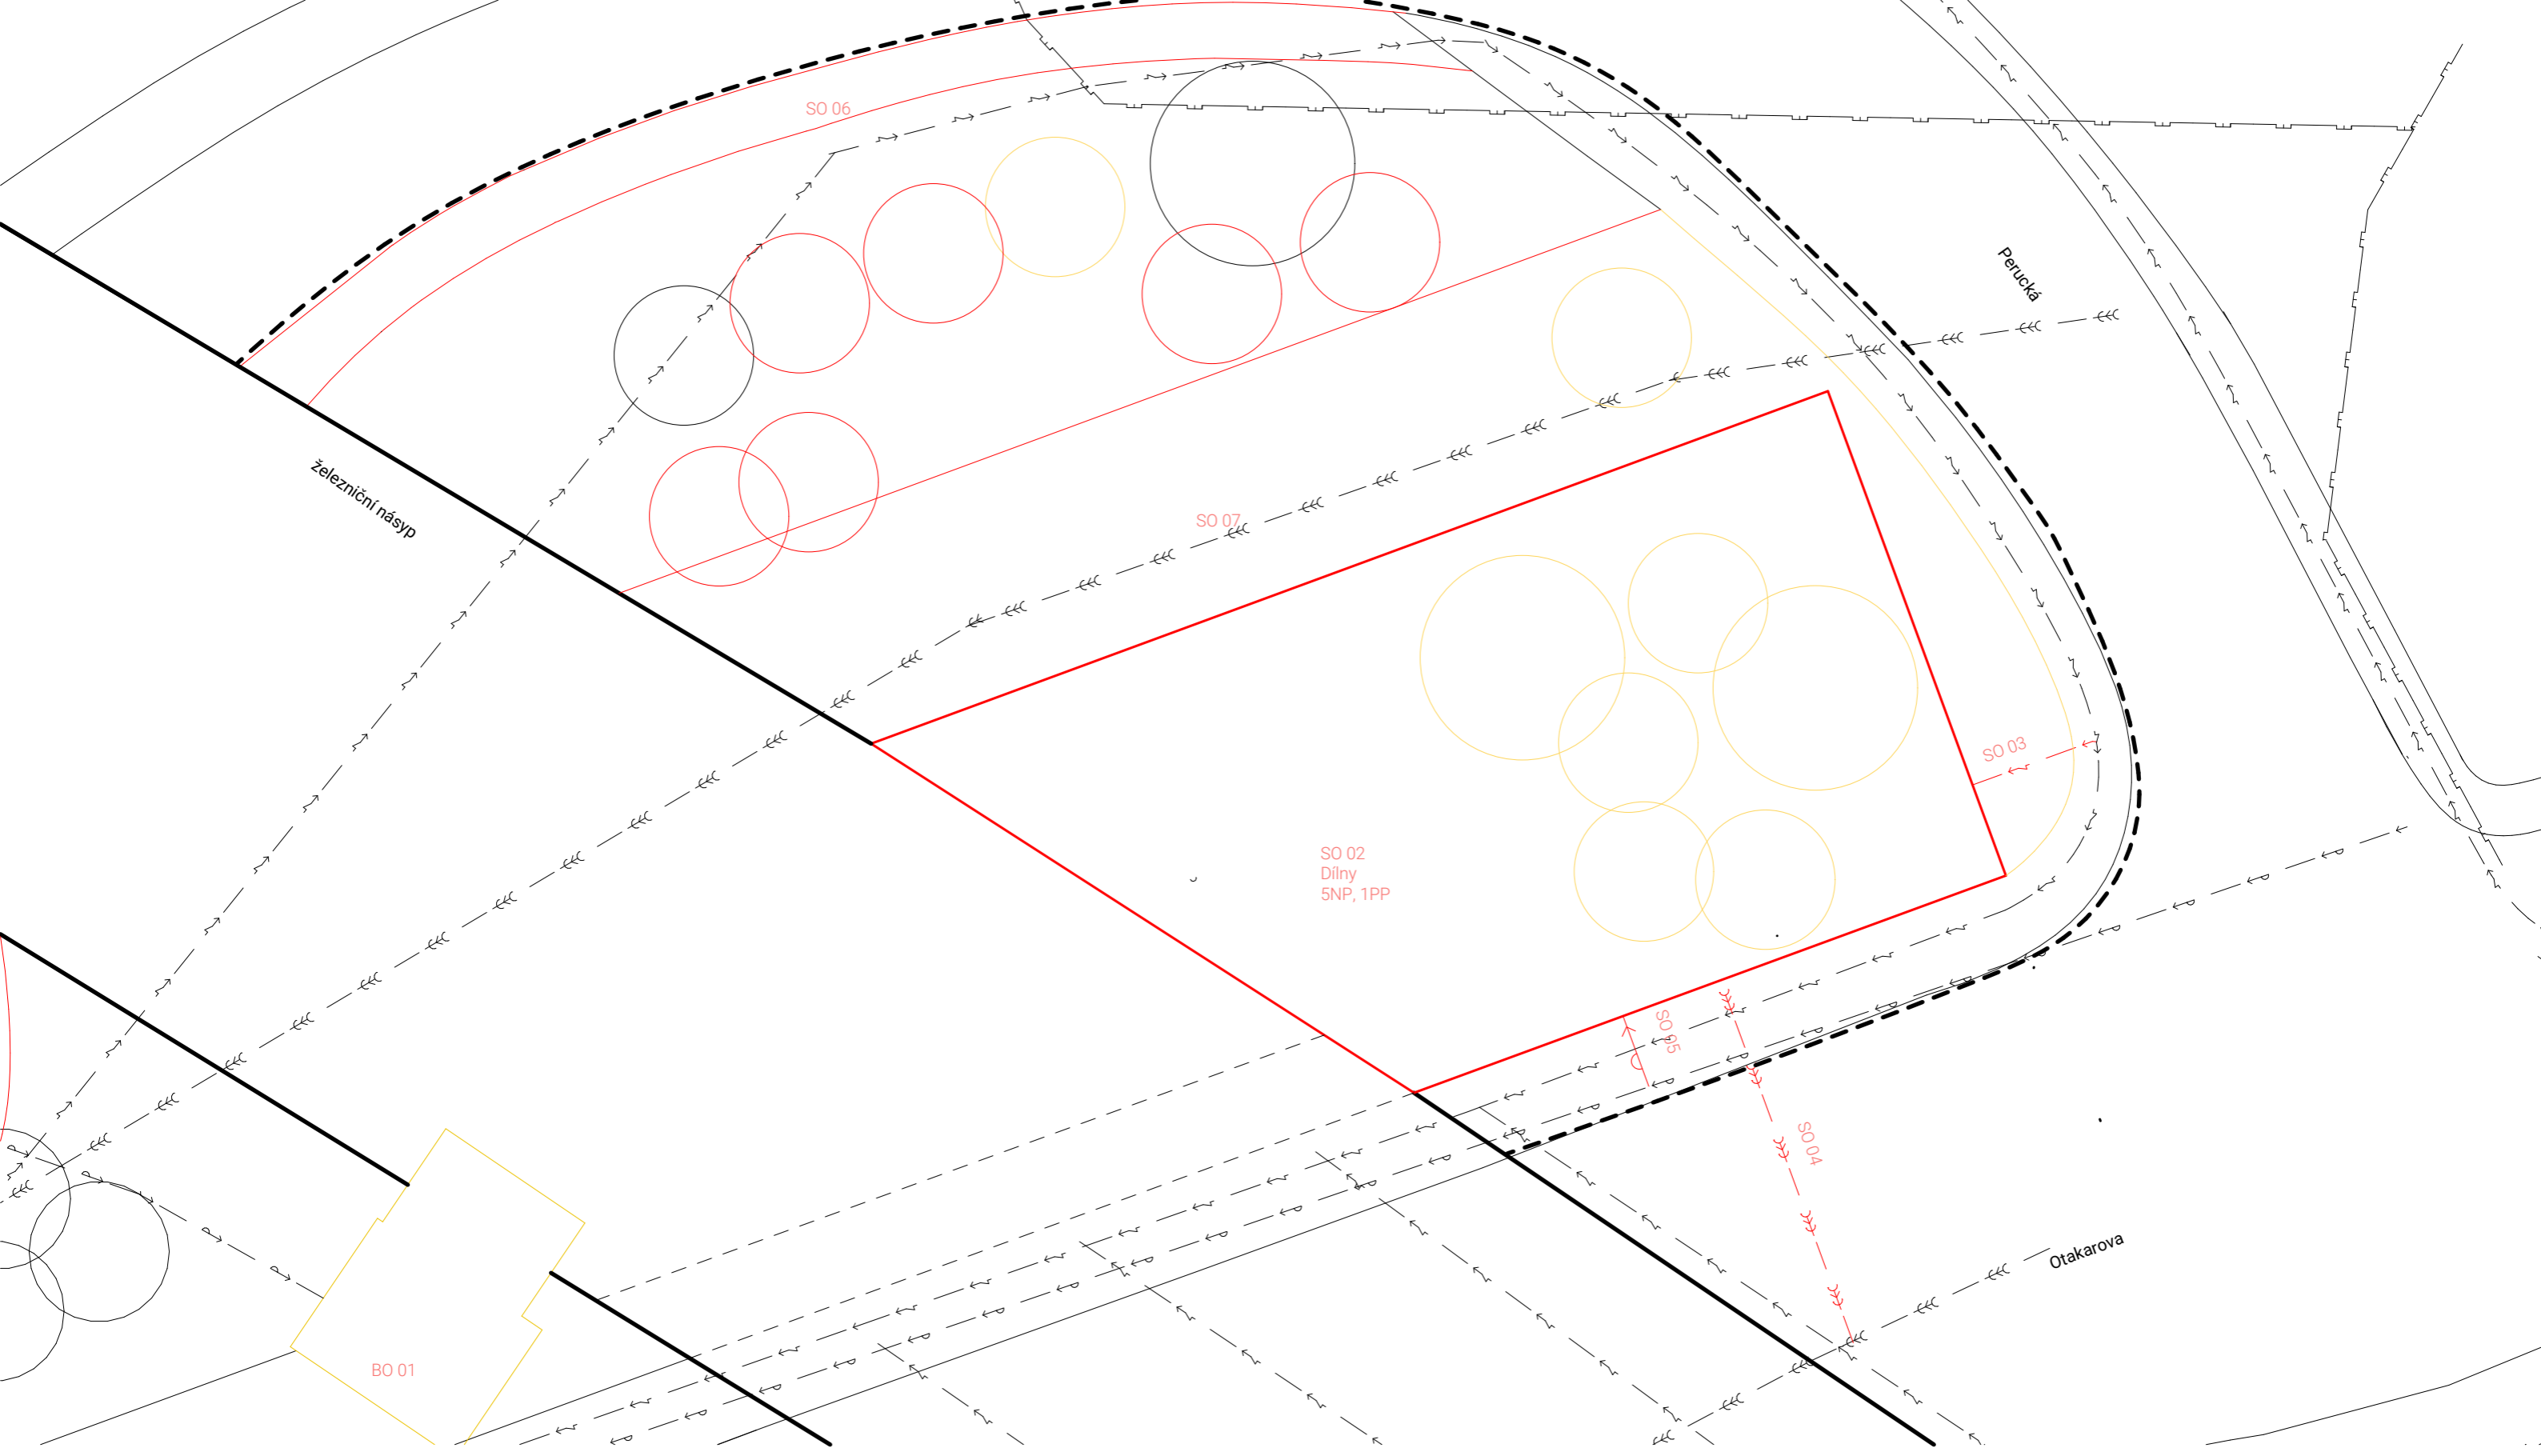 SO 06
Perucká
železniční násyp
SO 07
SO 03
SO 02
Dílny
5NP, 1PP
SO 05
SO 04
Otakarova
BO 01